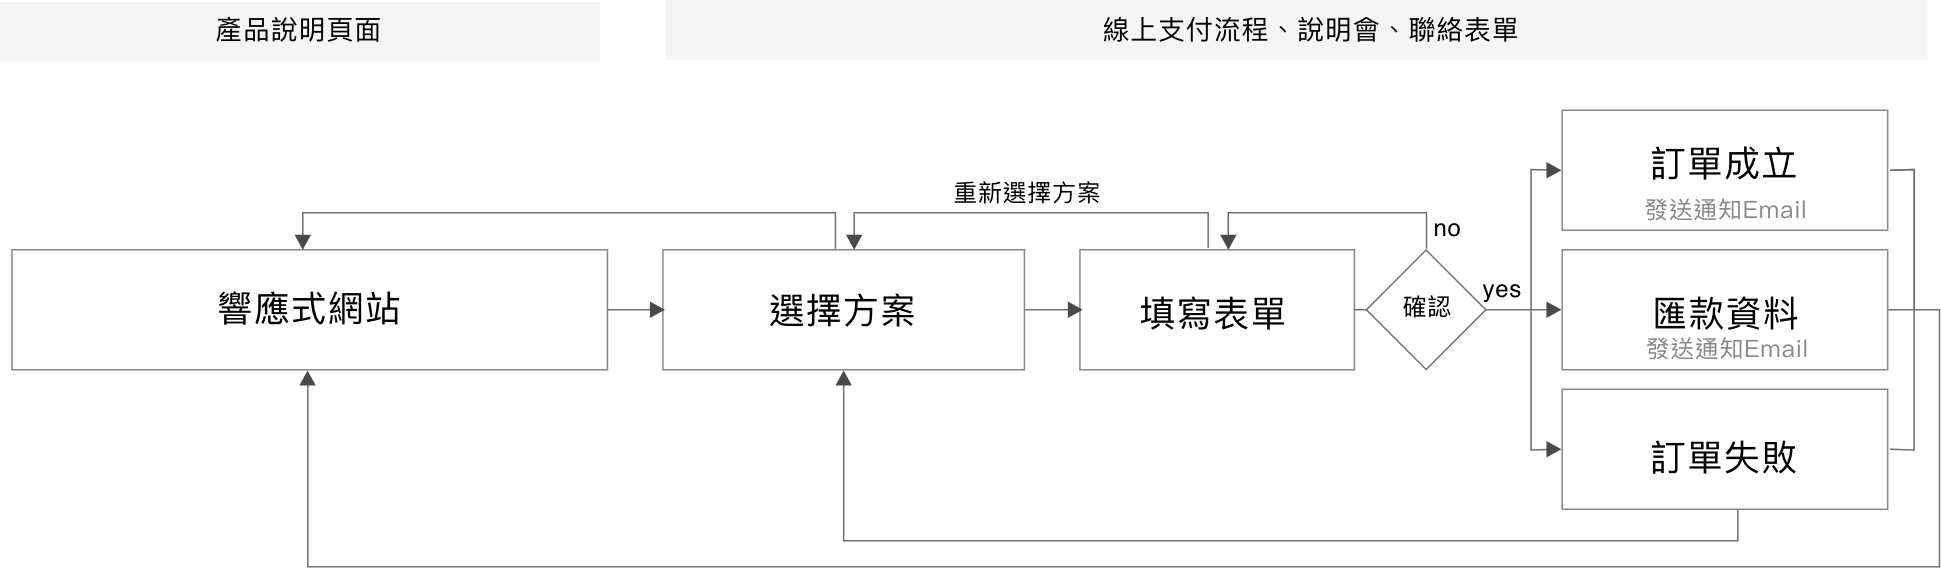 產品說明頁面
線上支付流程、說明會、聯絡表單
重新選擇方案
響應式網站
選擇方案
填寫表單
確認
no
yes
訂單成立
發送通知Email
匯款資料
發送通知Email
訂單失敗